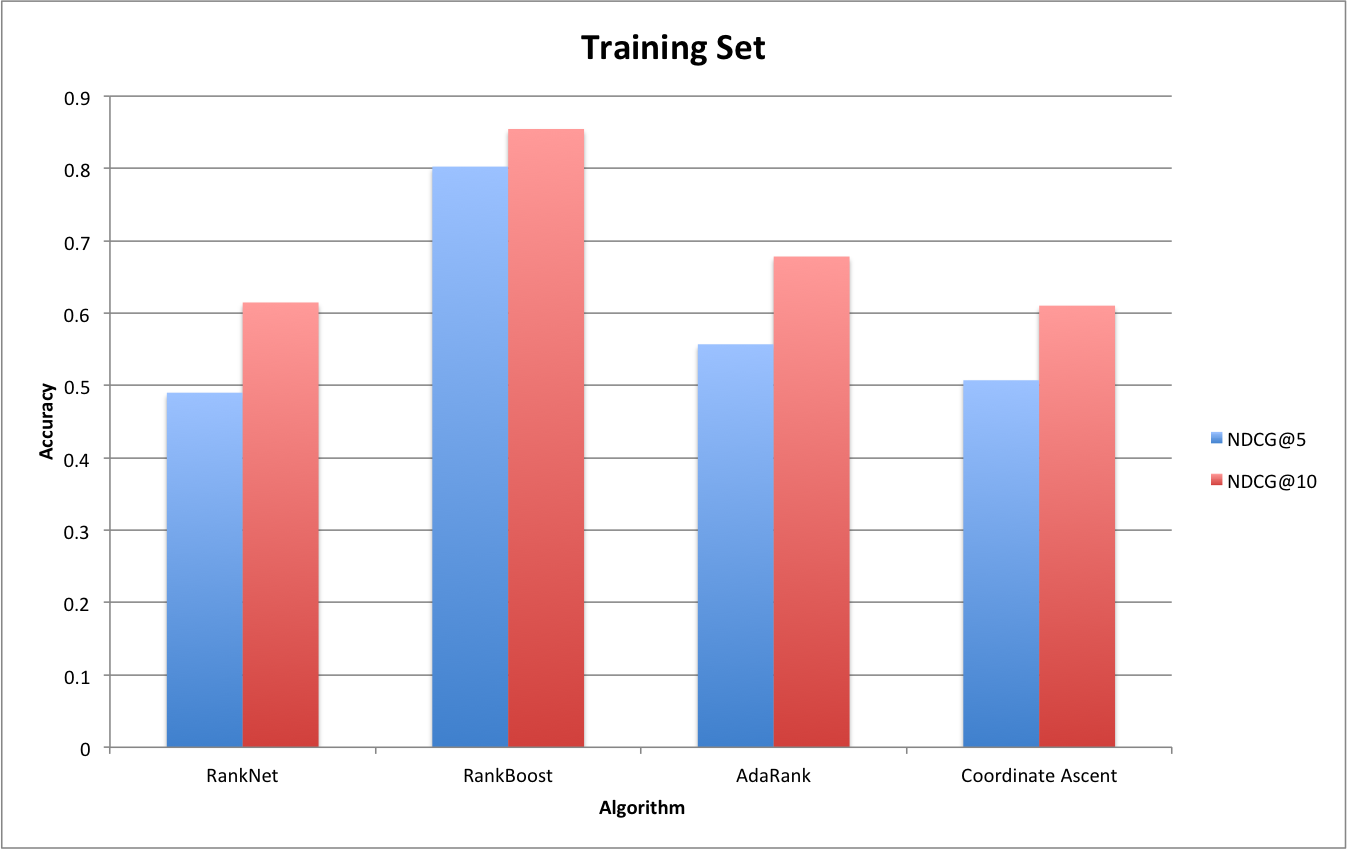 Training Set
0.9
0.8
0.7
0.6
0.5
0.4
0.3
0.2
0.1
0
Accuracy
RankNet
RankBoost
AdaRank
Coordinate Ascent
Algorithm
NDCG@5
NDCG@10